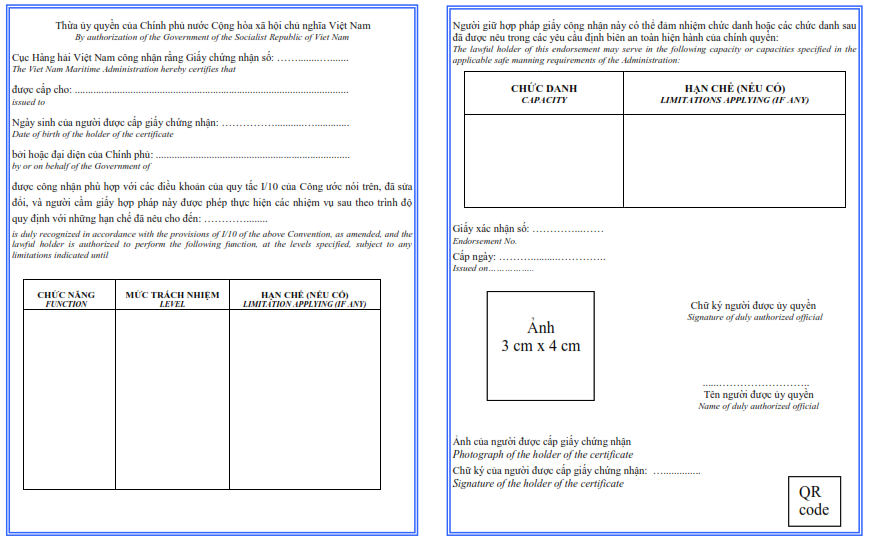 Thừa ủy quyền của Chính phủ nước Cộng hòa xã hội chủ nghĩa Việt Nam
By authorization of the Government of the Socialist Republic of Viet Nam
Cục Hàng hải Việt Nam công nhận rằng Giấy chứng nhận số: ……........…......
The Viet Nam Maritime Administration hereby certifies that
được cấp cho: ..........................................................................................................
issued to
Ngày sinh của người được cấp giấy chứng nhận: ……………...........…............
Date of birth of the holder of the certificate
bởi hoặc đại diện của Chính phủ: ...........................................................................
by or on behalf of the Government of
được công nhận phù hợp với các điều khoản của quy tắc I/10 của Công ước nói trên, đã sửa
đổi, và người cầm giấy hợp pháp này được phép thực hiện các nhiệm vụ sau theo trình độ
quy định với những hạn chế đã nêu cho đến: …………........
is duly recognized in accordance with the provisions of I/10 of the above Convention, as amended, and the
lawful holder is authorized to perform the following function, at the levels specified, subject to any
limitations indicated until
CHỨC NĂNG
FUNCTION
MỨC TRÁCH NHIỆM
LEVEL
HẠN CHẾ (NẾU CÓ)
LIMITATION APPLYING (IF ANY)
Người giữ hợp pháp giấy công nhận này có thể đảm nhiệm chức danh hoặc các chức danh sau
đã được nêu trong các yêu cầu định biên an toàn hiện hành của chính quyền:
The lawful holder of this endorsement may serve in the following capacity or capacities specified in the
applicable safe manning requirements of the Administration:
CHỨC DANH
CAPACITY
HẠN CHẾ (NẾU CÓ)
LIMITATIONS APPLYING (IF ANY)
Giấy xác nhận số: …………...……
Endorsement No.
Cấp ngày: ………...........………….
Issued on……………..
Ảnh
3 cm x 4 cm
Chữ ký người được ủy quyền
Signature of duly authorized official
......…………………….
Tên người được ủy quyền
Name of duly authorized official
Ảnh của người được cấp giấy chứng nhận
Photograph of the holder of the certificate
Chữ ký của người được cấp giấy chứng nhận: …..............
Signature of the holder of the certificate
QR
code